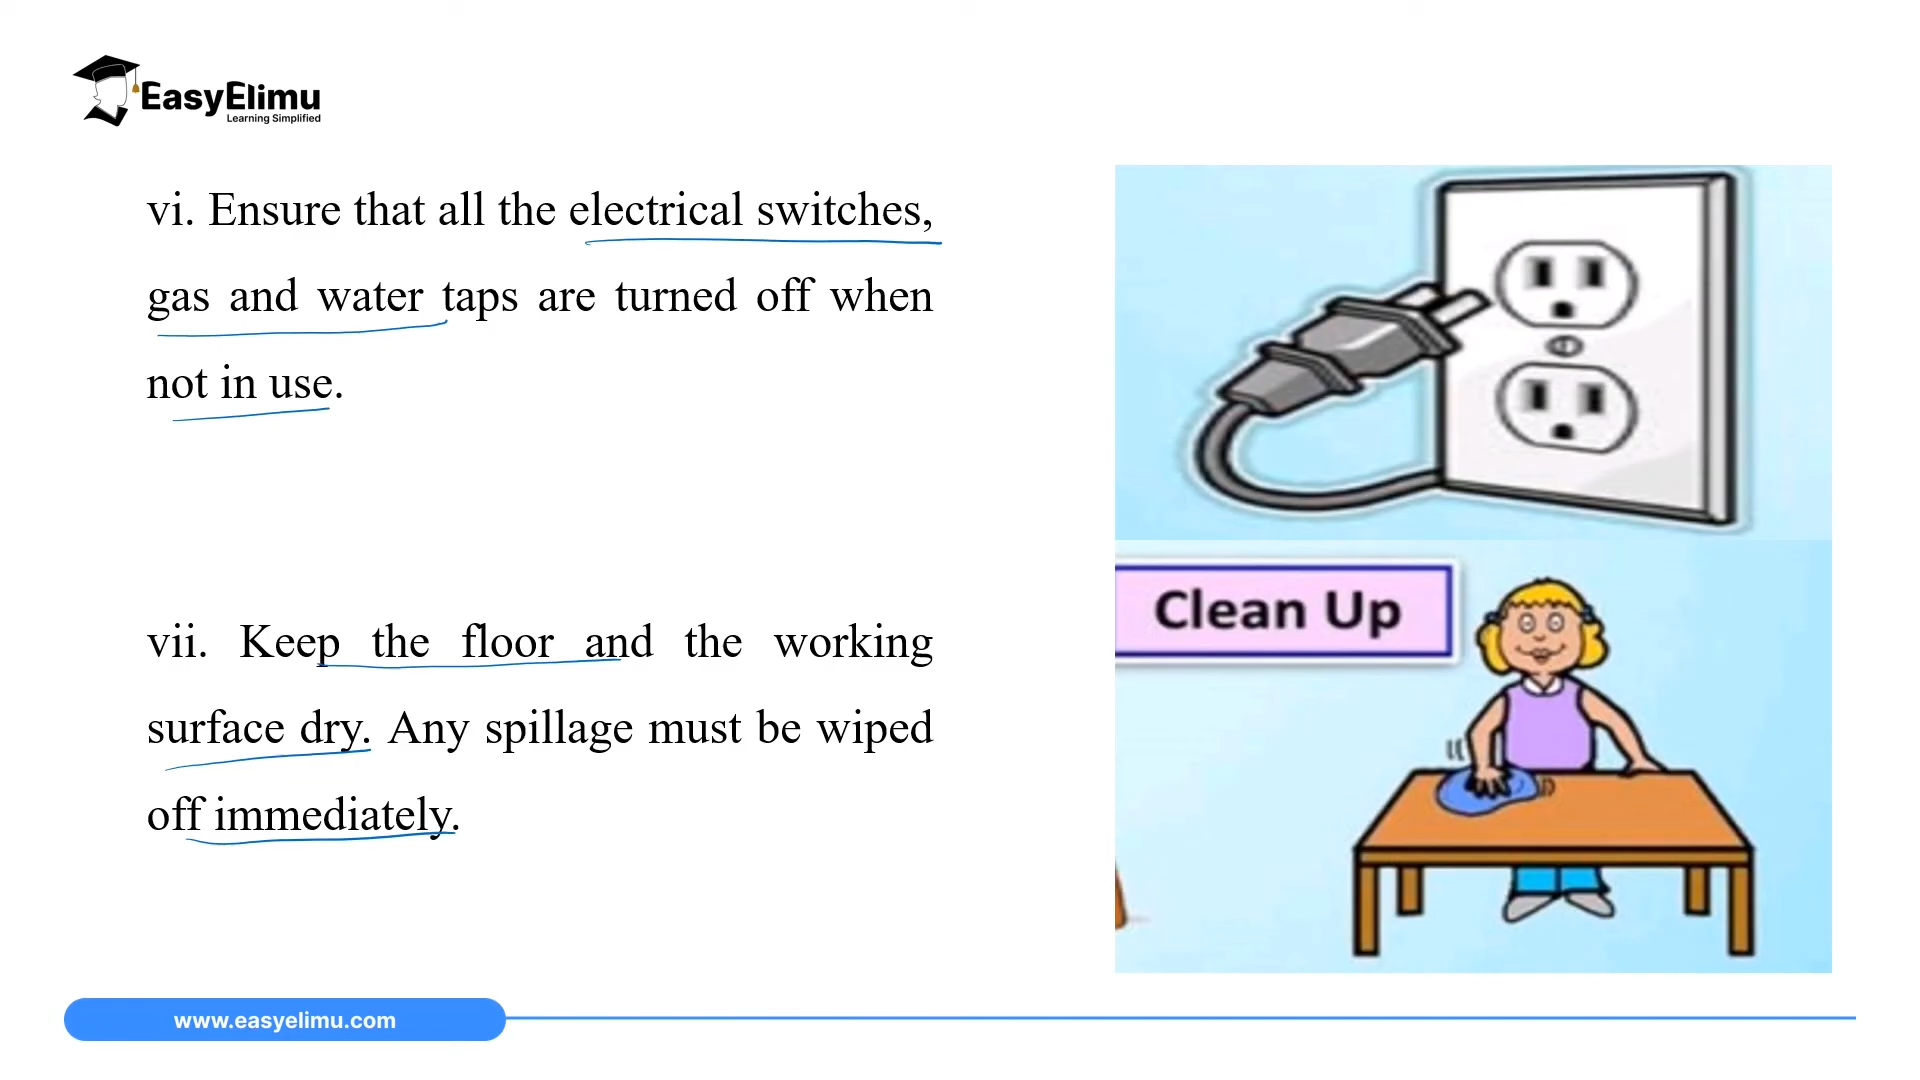 EasyElimu
Learning Simplified
vi. Ensure that all the electrical switches,
gas and water taps are turned off when
not in use.
vii. Keep the floor and the working
surface dry. Any spillage must be wiped
off immediately.
Clean Up
www.easyelimu.com